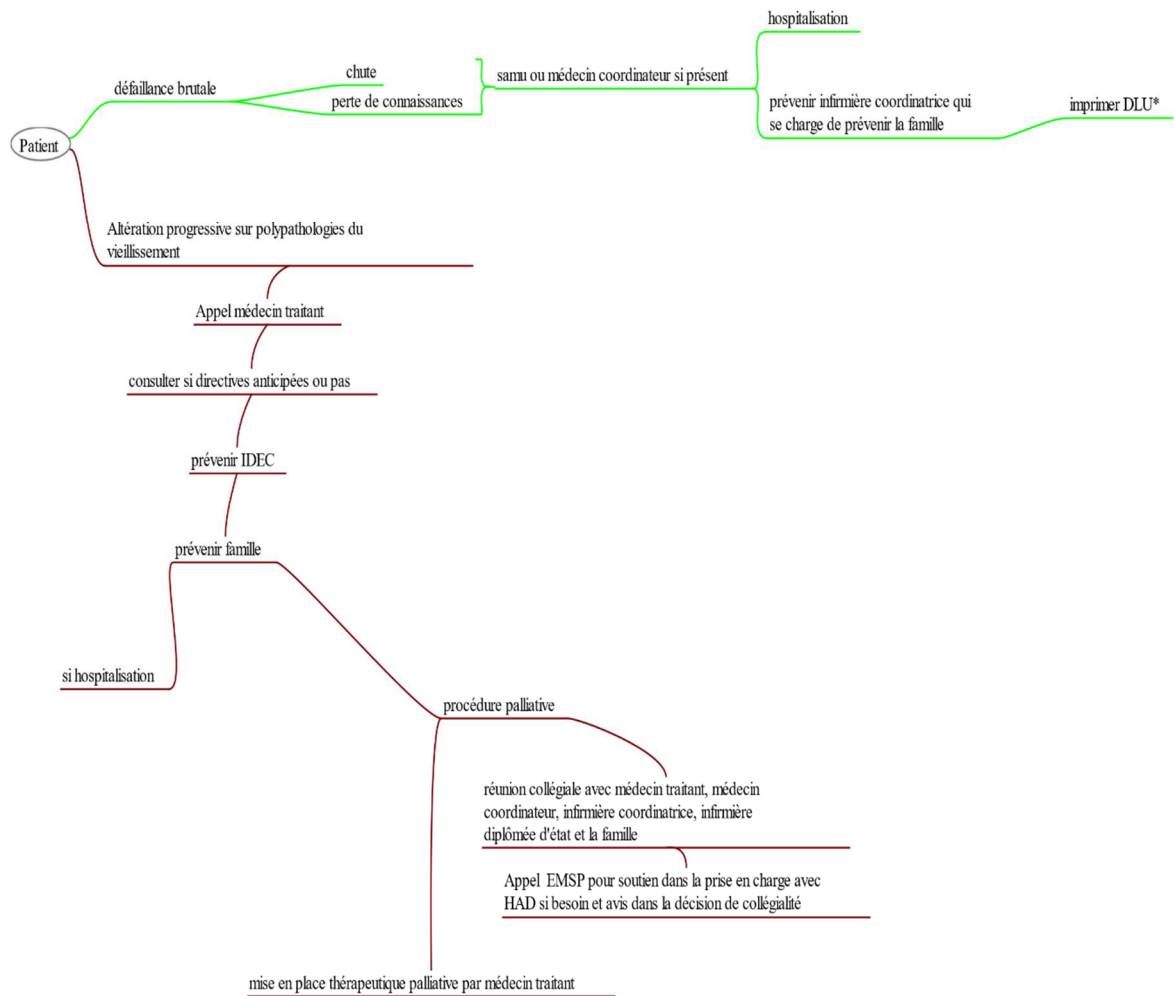 hospitalisation
chute
samu ou médecin coordinateur si présent
défaillance brutale
perte de connaissances
prévenir infirmière coordinatrice qui
se charge de prévenir la famille
imprimer DLU*
Patient
Altération progressive sur polypathologies du
vieillissement
Appel médecin traitant
consulter si directives anticipées ou pas
prévenir IDEC
prévenir famille
si hospitalisation
procédure palliative
réunion collégiale avec médecin traitant, médecin
coordinateur, infirmière coordinatrice, infirmière
diplômée d'état et la famille
Appel EMSP pour soutien dans la prise en charge avec
HAD si besoin et avis dans la décision de collégialité
mise en place thérapeutique palliative par médecin traitant